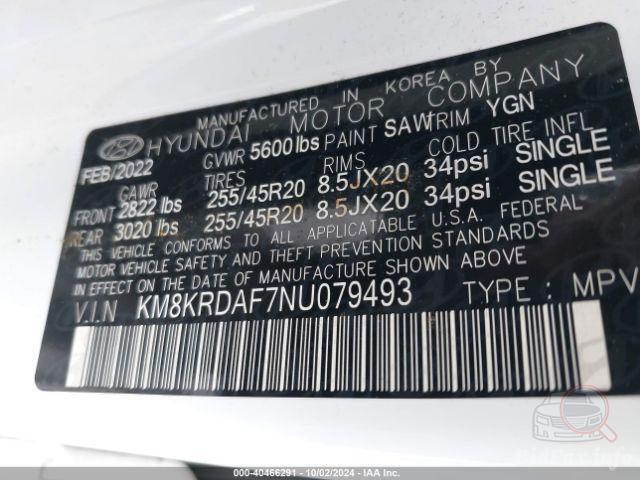 MANUFACTURED IN KOREA BY
HYUNDAI MOTOR COMPANY
FEB/2022 GVWR 5600 lbs PAINT SAW TRIM YGN
GAWR TIRES RIMS COLD TIRE INFL
FRONT 2822 lbs 255/45R20 8.5JX20 34psi SINGLE
REAR 3020 lbs 255/45R20 8.5JX20 34psi SINGLE
THIS VEHICLE CONFORMS TO ALL APPLICATABLE U.S.A. FEDERAL
MOTOR VEHICLE SAFETY AND THEFT PREVENTION STANDARDS
IN EFFECT ON THE DATE OF MANUFACTURE SHOWN ABOVE
V.I.N KM8KRDAF7NU079493 TYPE : MPV
BidFax.info
000-40466291 - 10/02/2024 - IAA Inc.